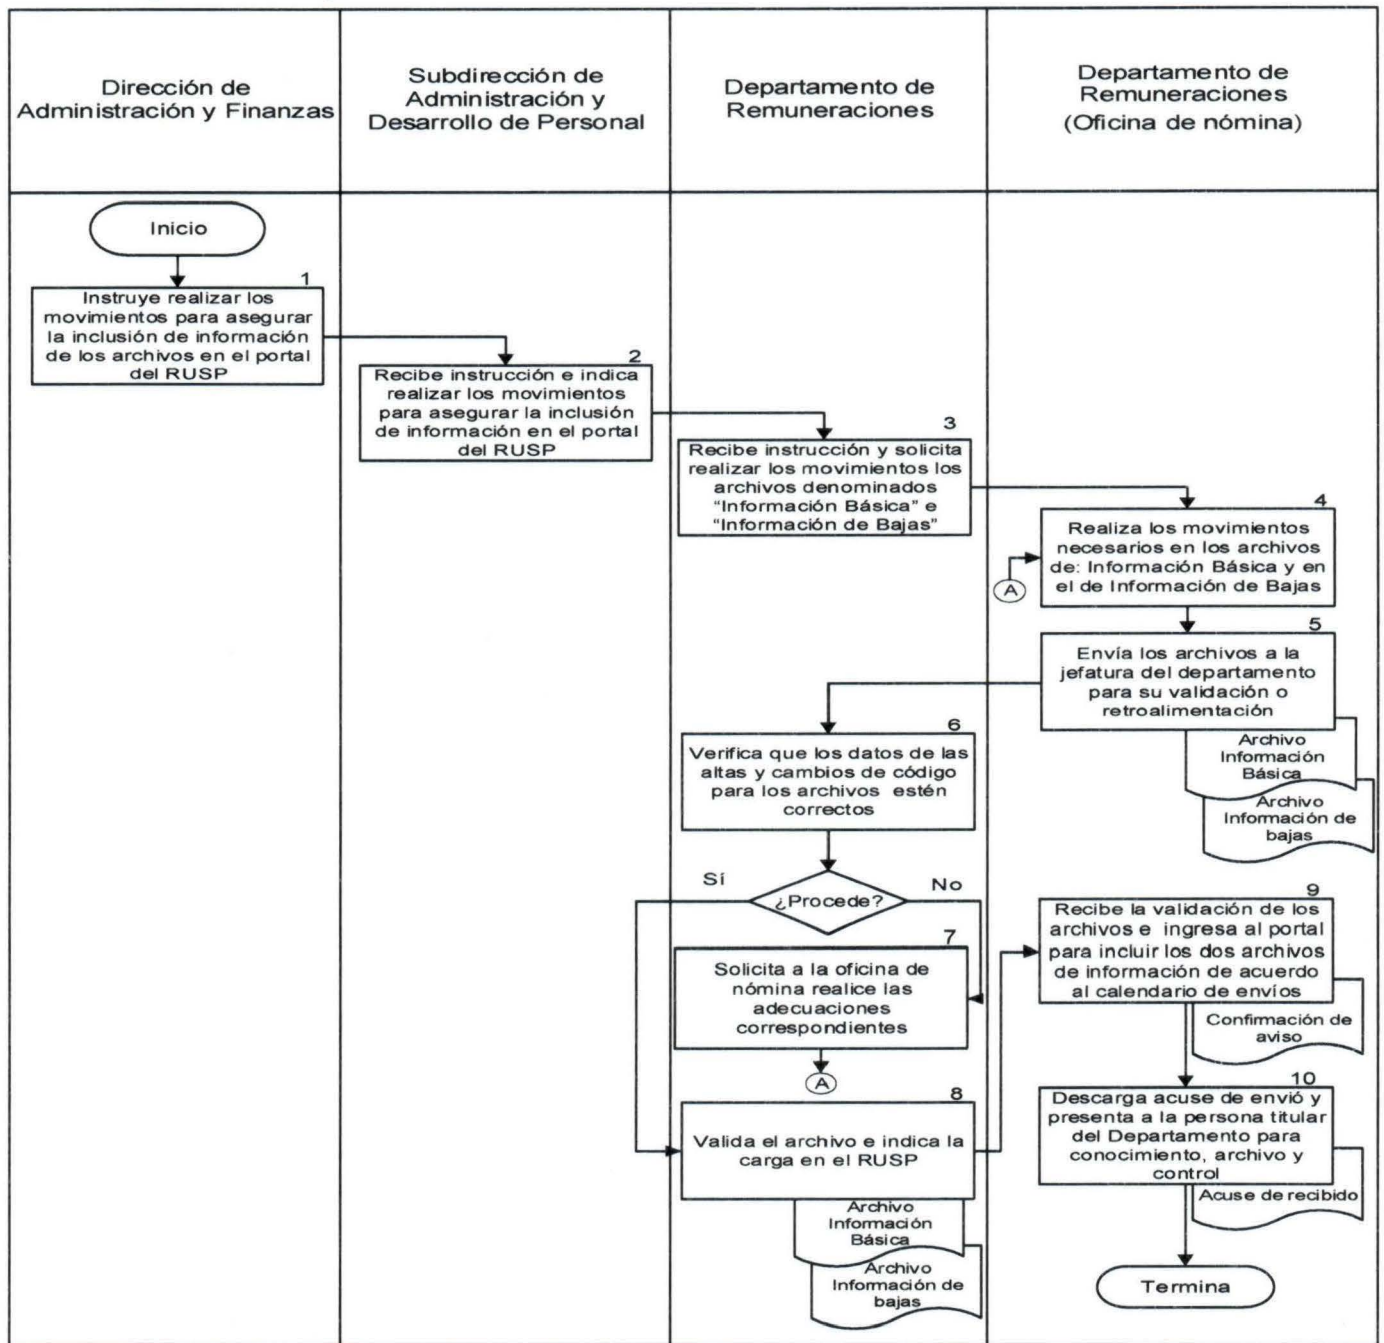 Dirección de
Administración y Finanzas
Subdirección de
Administración y
Desarrollo de Personal
Departamento de
Remuneraciones
Departamento de
Remuneraciones
(Oficina de nómina)
Inicio
1
Instruye realizar los
movimientos para asegurar
la inclusión de información
de los archivos en el portal
del RUSP
2
Recibe instrucción e indica
realizar los movimientos
para asegurar la inclusión
de información en el portal
del RUSP
3
Recibe instrucción y solicita
realizar los movimientos los
archivos denominados
“Información Básica” e
“Información de Bajas”
4
Realiza los movimientos
necesarios en los archivos
de: Información Básica y en
el de Información de Bajas
A
5
Envía los archivos a la
jefatura del departamento
para su validación o
retroalimentación
Archivo
Información
Básica
Archivo
Información de
bajas
6
Verifica que los datos de las
altas y cambios de código
para los archivos estén
correctos
¿Procede?
Sí
No
7
Solicita a la oficina de
nómina realice las
adecuaciones
correspondientes
A
8
Valida el archivo e indica la
carga en el RUSP
Archivo
Información
Básica
Archivo
Información de
bajas
9
Recibe la validación de los
archivos e ingresa al portal
para incluir los dos archivos
de información de acuerdo
al calendario de envíos
Confirmación de
aviso
10
Descarga acuse de envió y
presenta a la persona titular
del Departamento para
conocimiento, archivo y
control
Acuse de recibido
Termina